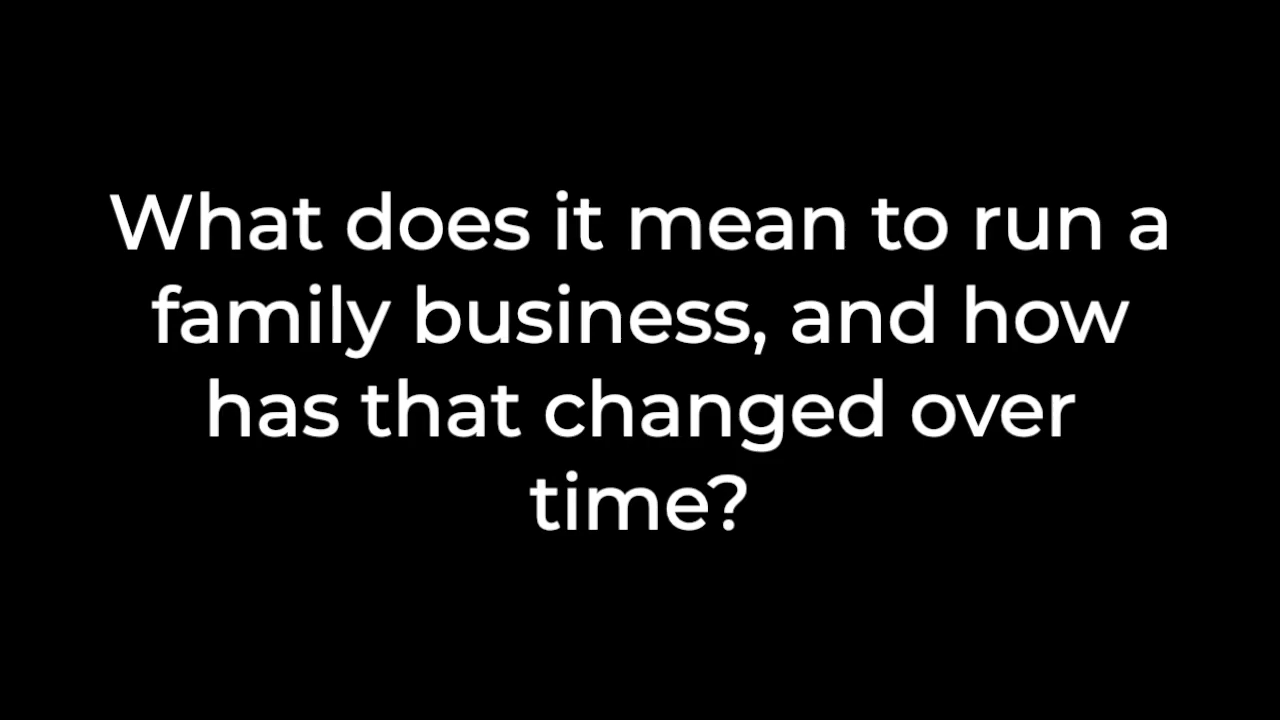 What does it mean to run a
family business, and how
has that changed over
time?